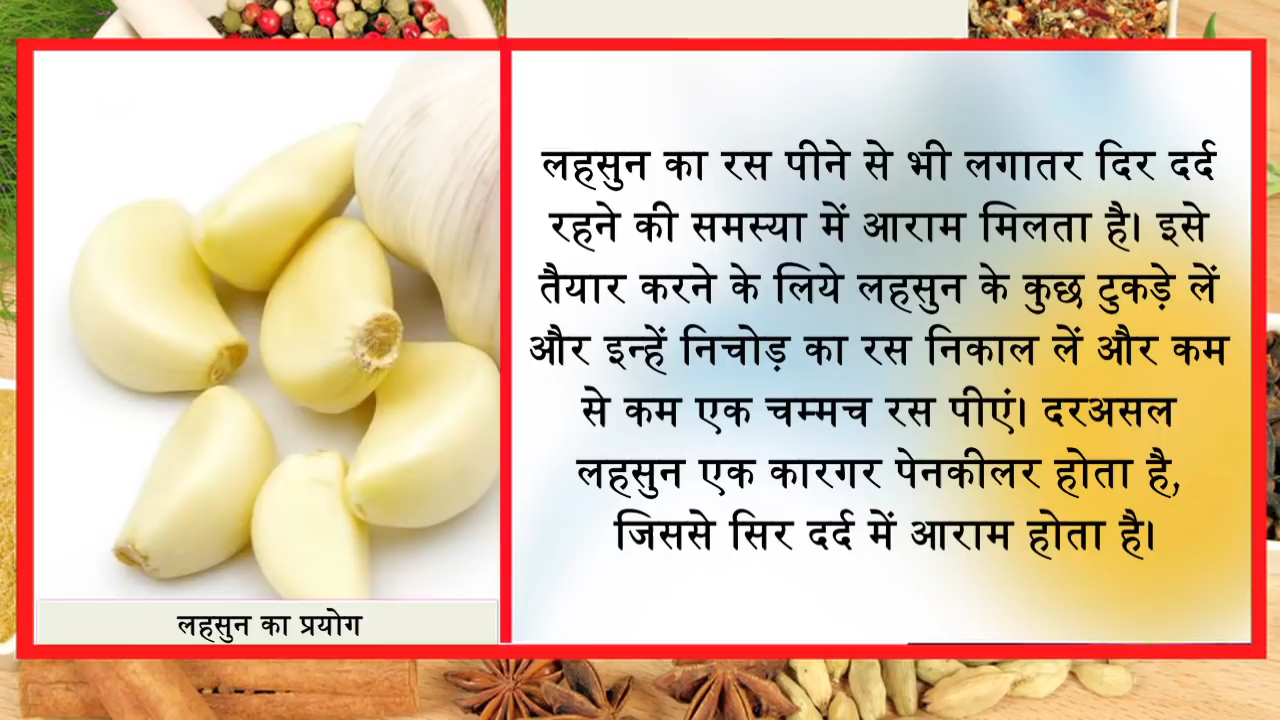 लहसुन का रस पीने से भी लगातर दिर दर्द
रहने की समस्या में आराम मिलता है। इसे
तैयार करने के लिये लहसुन के कुछ टुकड़े लें
और इन्हें निचोड़ का रस निकाल लें और कम
से कम एक चम्मच रस पीएं। दरअसल
लहसुन एक कारगर पेनकीलर होता है,
जिससे सिर दर्द में आराम होता है।
लहसुन का प्रयोग